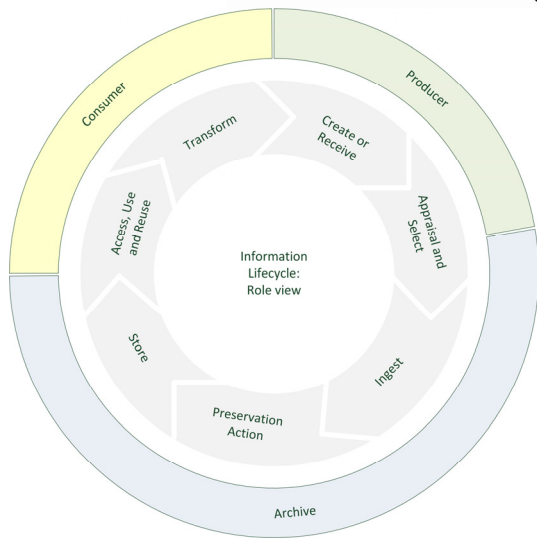 Consumer
Producer
Transform
Create or
Receive
Access, Use
and Reuse
Appraisal and
Select
Information
Lifecycle:
Role view
Store
Ingest
Preservation
Action
Archive